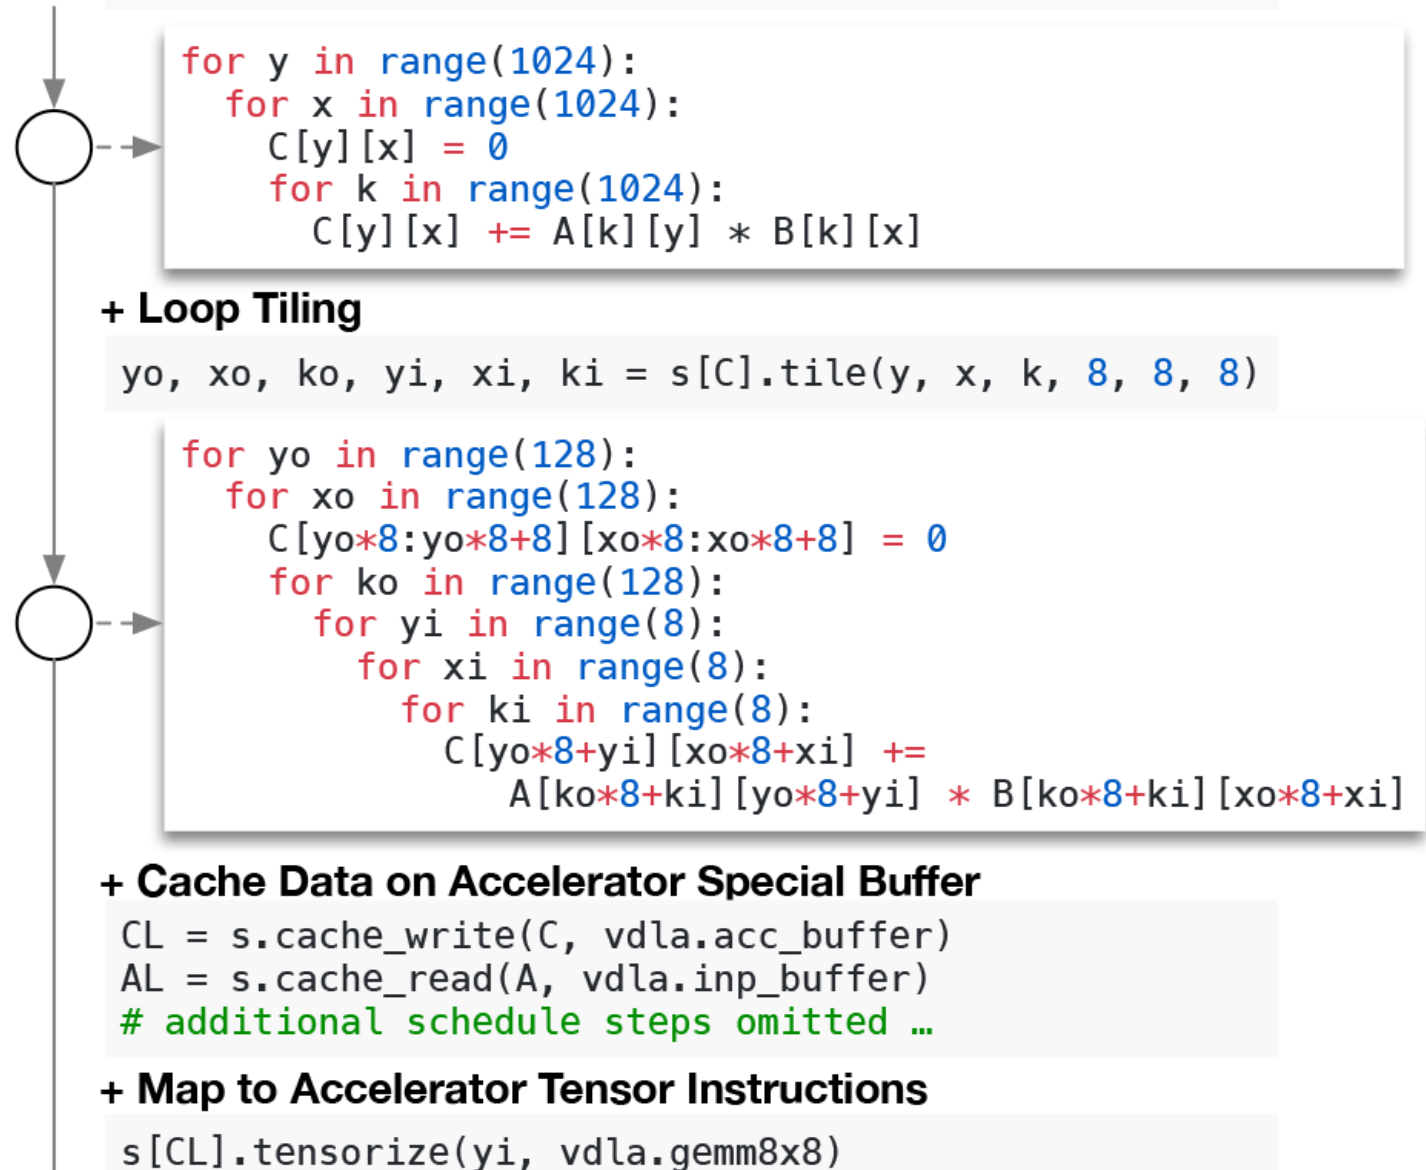 for y in range(1024):
  for x in range(1024):
    C[y][x] = 0
    for k in range(1024):
      C[y][x] += A[k][y] * B[k][x]
+ Loop Tiling
yo, xo, ko, yi, xi, ki = s[C].tile(y, x, k, 8, 8, 8)
for yo in range(128):
  for xo in range(128):
    C[yo*8:yo*8+8][xo*8:xo*8+8] = 0
    for ko in range(128):
      for yi in range(8):
        for xi in range(8):
          for ki in range(8):
            C[yo*8+yi][xo*8+xi] +=
               A[ko*8+ki][yo*8+yi] * B[ko*8+ki][xo*8+xi]
+ Cache Data on Accelerator Special Buffer
CL = s.cache_write(C, vdla.acc_buffer)
AL = s.cache_read(A, vdla.inp_buffer)
# additional schedule steps omitted …
+ Map to Accelerator Tensor Instructions
s[CL].tensorize(yi, vdla.gemm8x8)